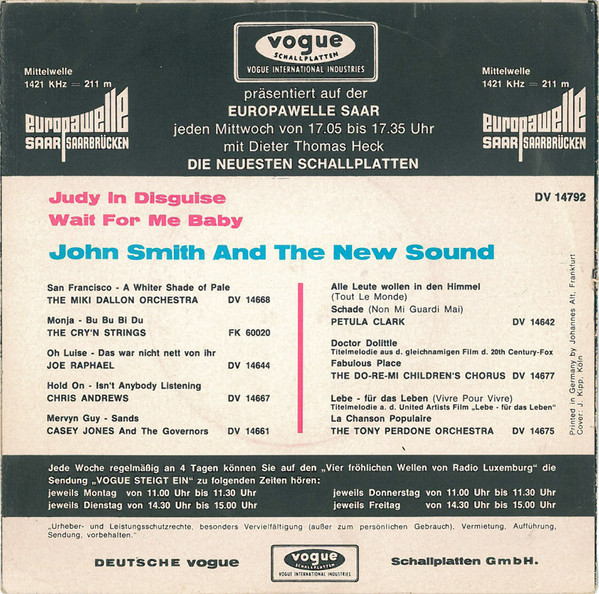 vogue
SCHALLPLATTEN
VOGUE INTERNATIONAL INDUSTRIES
Mittelwelle
1421 KHz = 211 m
europawelle
SAAR SAARBRÜCKEN
präsentiert auf der
EUROPAWELLE SAAR
jeden Mittwoch von 17.05 bis 17.35 Uhr
mit Dieter Thomas Heck
DIE NEUESTEN SCHALLPLATTEN
Mittelwelle
1421 KHz = 211 m
europawelle
SAAR SAARBRÜCKEN
Judy In Disguise
Wait For Me Baby
DV 14792
John Smith And The New Sound
San Francisco - A Whiter Shade of Pale
THE MIKI DALLON ORCHESTRA DV 14668
Monja - Bu Bu Bi Du
THE CRY'N STRINGS FK 60020
Oh Luise - Das war nicht nett von ihr
JOE RAPHAEL DV 14644
Hold On - Isn't Anybody Listening
CHRIS ANDREWS DV 14667
Mervyn Guy - Sands
CASEY JONES And The Governors DV 14661
Alle Leute wollen in den Himmel
(Tout Le Monde)
Schade (Non Mi Guardi Mai)
PETULA CLARK DV 14642
Doctor Dolittle
Titelmelodie aus d. gleichnamigen Film d. 20th Century-Fox
Fabulous Place
THE DO-RE-MI CHILDREN'S CHORUS DV 14677
Lebe - für das Leben (Vivre Pour Vivre)
Titelmelodie a. d. United Artists Film „Lebe - für das Leben"
La Chanson Populaire
THE TONY PERDONE ORCHESTRA DV 14675
Printed in Germany by Johannes Alt, Frankfurt
Cover: J. Kipp, Köln
Jede Woche regelmäßig an 4 Tagen können Sie auf den „Vier fröhlichen Wellen von Radio Luxemburg" die
Sendung „VOGUE STEIGT EIN" zu folgenden Zeiten hören:
jeweils Montag von 11.00 Uhr bis 11.30 Uhr
jeweils Dienstag von 14.30 Uhr bis 15.00 Uhr
jeweils Donnerstag von 11.00 Uhr bis 11.30 Uhr
jeweils Freitag von 14.30 Uhr bis 15.00 Uhr
„Urheber- und Leistungsschutzrechte, besonders Vervielfältigung (außer zum persönlichen Gebrauch), Vermietung, Aufführung,
Sendung, vorbehalten."
DEUTSCHE vogue
vogue
SCHALLPLATTEN
VOGUE INTERNATIONAL INDUSTRIES
Schallplatten GmbH.